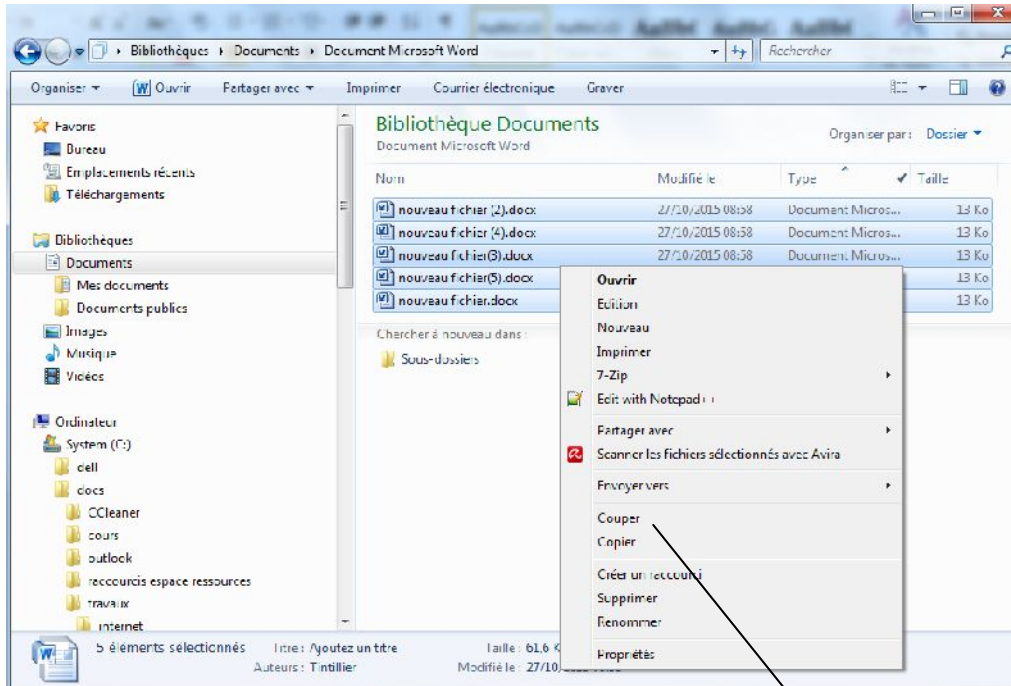 Bibliothèques Documents Document Microsoft Word
Rechercher
Organiser Ouvrir Partager avec Imprimer Courrier électronique Graver
Favoris
Bureau
Emplacements récents
Téléchargements
Bibliothèques
Documents
Mes documents
Documents publics
Images
Musique
Vidéos
Ordinateur
System (C:)
dell
docs
CCleaner
cours
outlook
raccourcis espace ressources
travaux
internet
Bibliothèque Documents
Document Microsoft Word
Organiser par : Dossier
Nom Modifié le Type Taille
nouveau fichier (2).docx 27/10/2015 08:58 Document Micros... 13 Ko
nouveau fichier (4).docx 27/10/2015 08:58 Document Micros... 13 Ko
nouveau fichier(3).docx 27/10/2015 08:58 Document Micros... 13 Ko
nouveau fichier(5).docx 13 Ko
nouveau fichier.docx 13 Ko
Chercher à nouveau dans :
Sous-dossiers
Ouvrir
Edition
Nouveau
Imprimer
7-Zip
Edit with Notepad++
Partager avec
Scanner les fichiers sélectionnés avec Avira
Envoyer vers
Couper
Copier
Créer un raccourci
Supprimer
Renommer
Propriétés
5 éléments sélectionnés Titre : Ajoutez un titre Taille : 61,6 K
Auteurs : Tintillier Modifié le : 27/10/